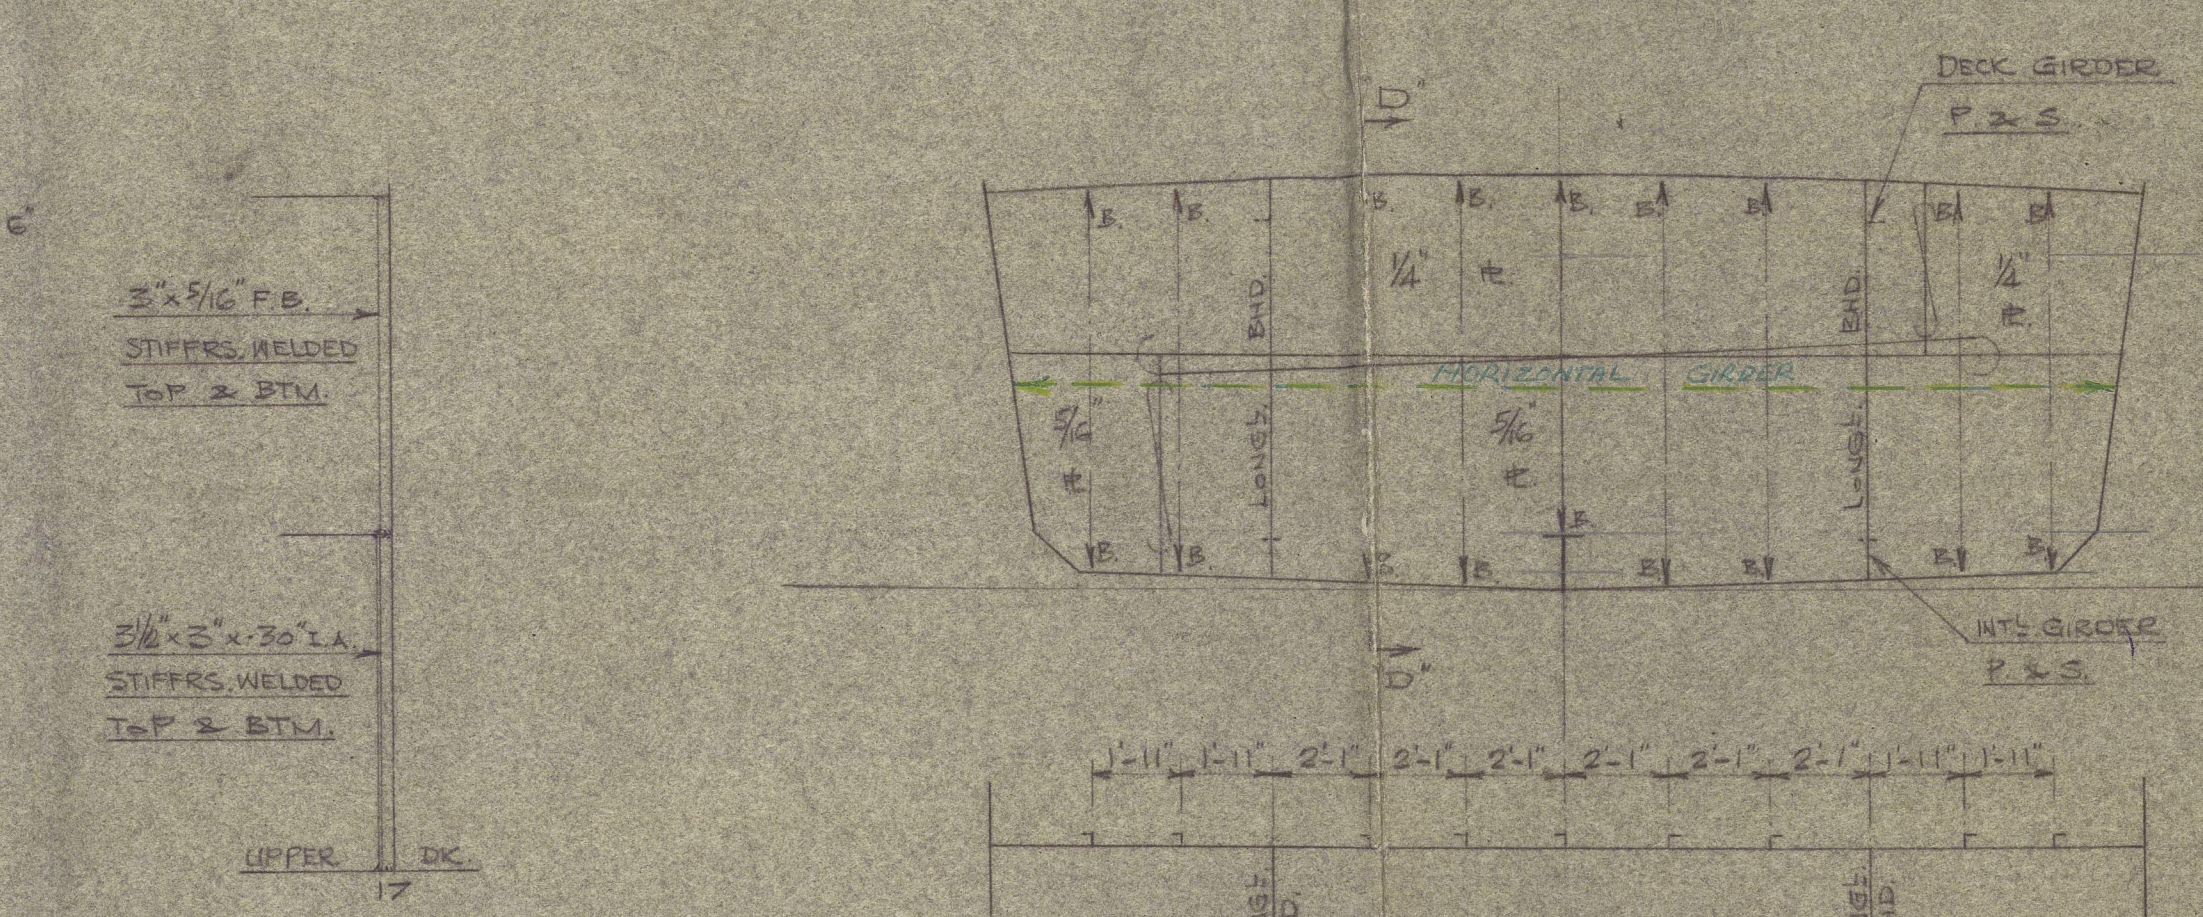 6"
3" x 5/16" F.B.
STIFFRS. WELDED
TOP & BTM.
3½" x 3" x .30" I.A.
STIFFRS. WELDED
TOP & BTM.
UPPER DK.
17
D"
DECK GIRDER
P. & S.
B. B. B. B. B. B. B. B. B.
1/4" PL. 1/4" PL.
BHD. BHD.
HORIZONTAL GIRDER
5/16" PL. 5/16" PL.
LONGL. LONGL.
B.
B. B. B. B. B. B. B. B.
INTL GIRDER
P. & S.
D"
1'-11" 1'-11" 2'-1" 2'-1" 2'-1" 2'-1" 2'-1" 2'-1" 1'-11" 1'-11"